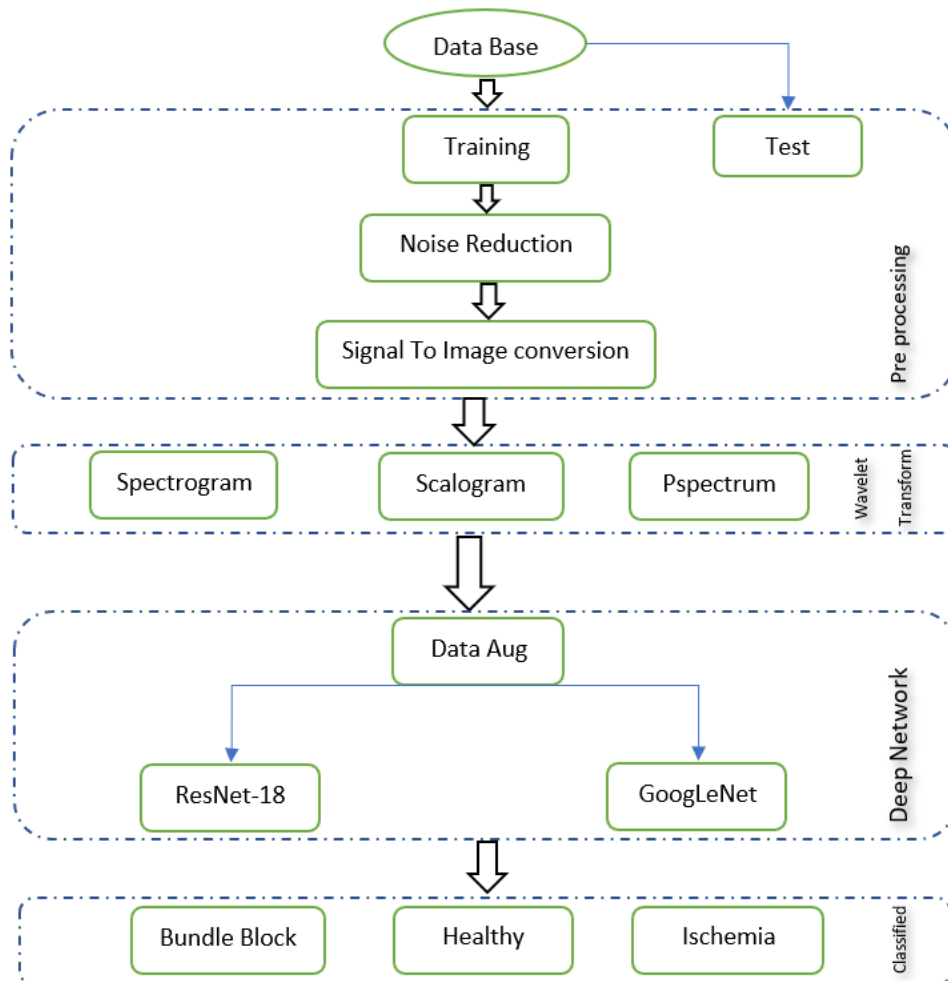 Data Base
Training
Test
Noise Reduction
Signal To Image conversion
Pre processing
Spectrogram
Scalogram
Pspectrum
Wavelet
Transform
Data Aug
ResNet-18
GoogLeNet
Deep Network
Bundle Block
Healthy
Ischemia
Classified